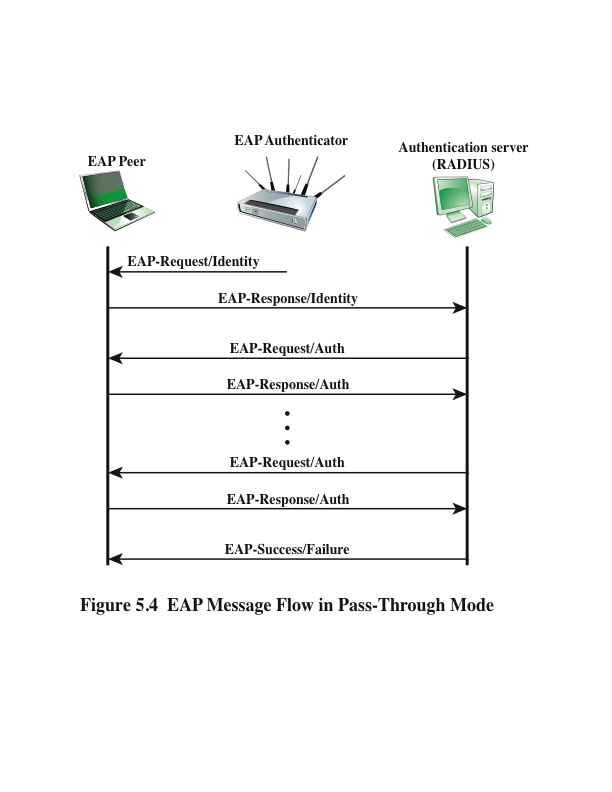 EAP Authenticator
Authentication server
(RADIUS)
EAP Peer
EAP-Request/Identity
EAP-Response/Identity
EAP-Request/Auth
EAP-Response/Auth
EAP-Request/Auth
EAP-Response/Auth
EAP-Success/Failure
Figure 5.4 EAP Message Flow in Pass-Through Mode